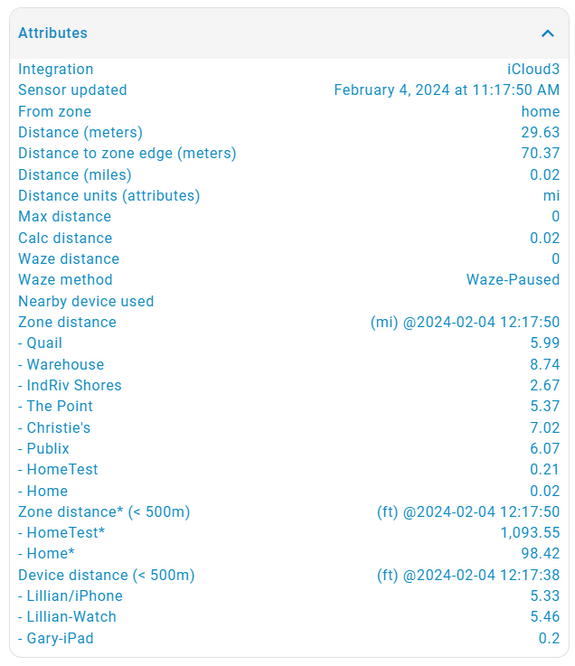 Attributes
Integration iCloud3
Sensor updated February 4, 2024 at 11:17:50 AM
From zone home
Distance (meters) 29.63
Distance to zone edge (meters) 70.37
Distance (miles) 0.02
Distance units (attributes) mi
Max distance 0
Calc distance 0.02
Waze distance 0
Waze method Waze-Paused
Nearby device used
Zone distance (mi) @2024-02-04 12:17:50
- Quail 5.99
- Warehouse 8.74
- IndRiv Shores 2.67
- The Point 5.37
- Christie's 7.02
- Publix 6.07
- HomeTest 0.21
- Home 0.02
Zone distance* (< 500m) (ft) @2024-02-04 12:17:50
- HomeTest* 1,093.55
- Home* 98.42
Device distance (< 500m) (ft) @2024-02-04 12:17:38
- Lillian/iPhone 5.33
- Lillian-Watch 5.46
- Gary-iPad 0.2